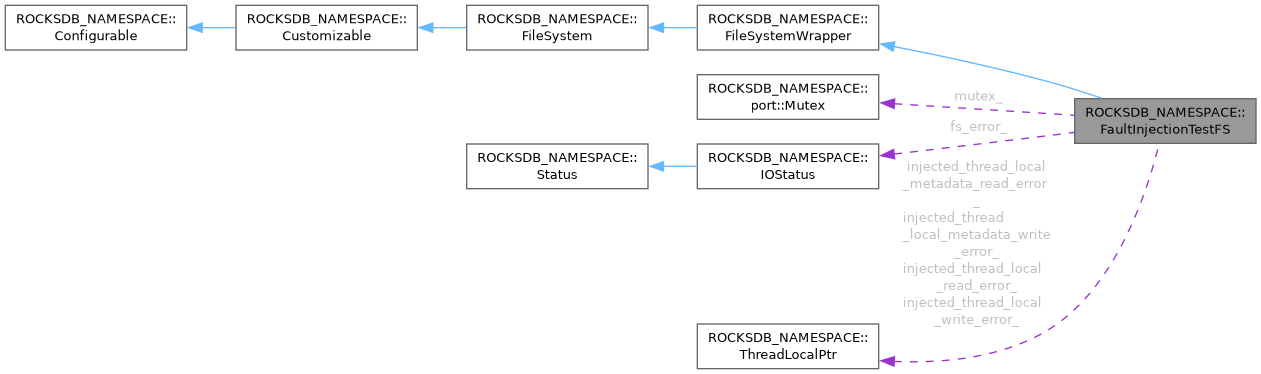 ROCKSDB_NAMESPACE::
Configurable
ROCKSDB_NAMESPACE::
Customizable
ROCKSDB_NAMESPACE::
FileSystem
ROCKSDB_NAMESPACE::
FileSystemWrapper
ROCKSDB_NAMESPACE::
port::Mutex
mutex_
ROCKSDB_NAMESPACE::
FaultInjectionTestFS
fs_error_
ROCKSDB_NAMESPACE::
Status
ROCKSDB_NAMESPACE::
IOStatus
injected_thread_local
_metadata_read_error
_
injected_thread
_local_metadata_write
_error_
injected_thread_local
_read_error_
injected_thread_local
_write_error_
ROCKSDB_NAMESPACE::
ThreadLocalPtr